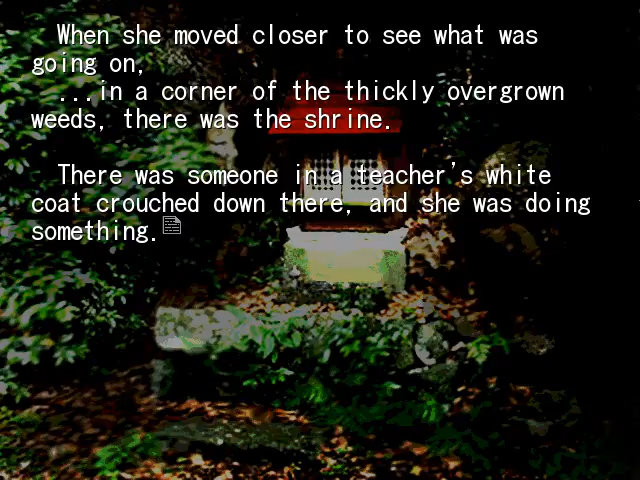 When she moved closer to see what was
going on,
...in a corner of the thickly overgrown
weeds, there was the shrine.
There was someone in a teacher's white
coat crouched down there, and she was doing
something.